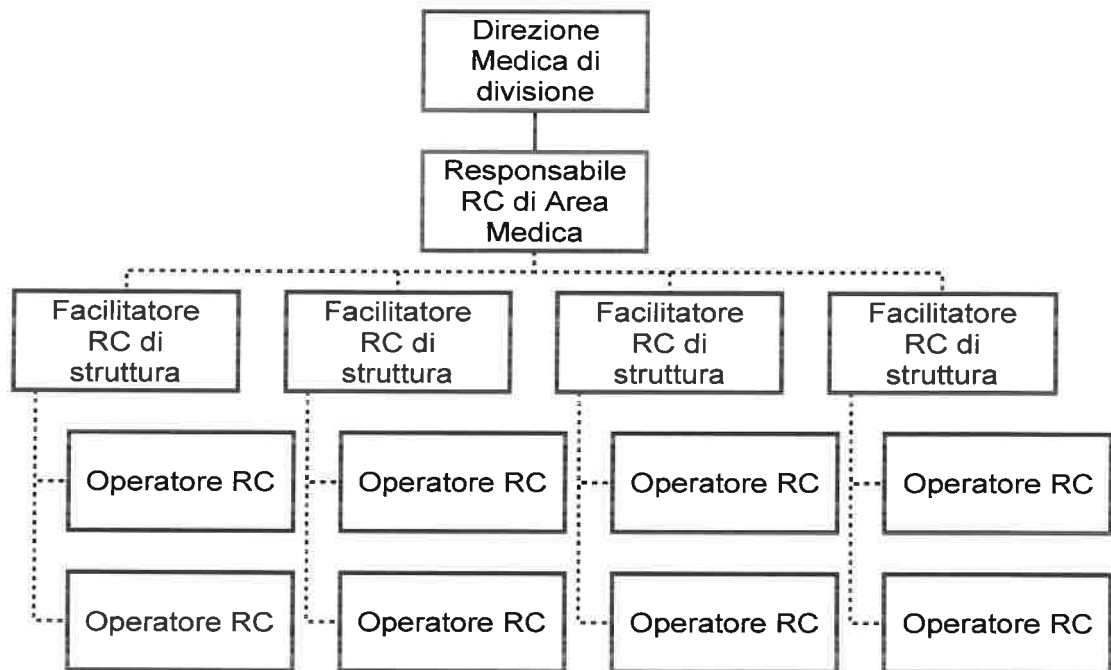 Direzione
Medica di
divisione
Responsabile
RC di Area
Medica
Facilitatore
RC di
struttura
Facilitatore
RC di
struttura
Facilitatore
RC di
struttura
Facilitatore
RC di
struttura
Operatore RC
Operatore RC
Operatore RC
Operatore RC
Operatore RC
Operatore RC
Operatore RC
Operatore RC